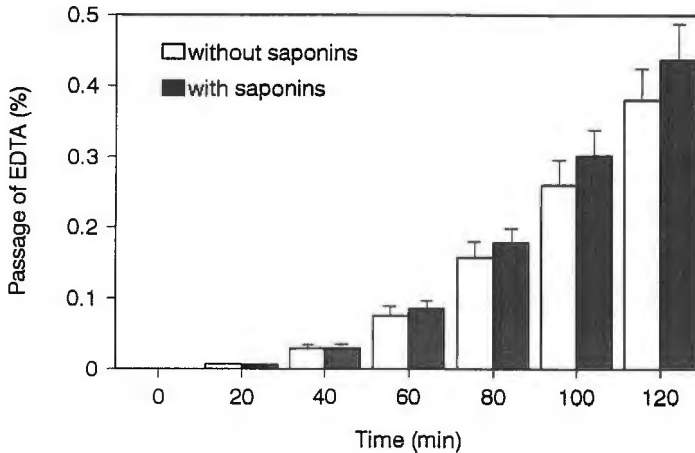 0.5
without saponins
with saponins
0.4
0.3
0.2
0.1
0
Passage of EDTA (%)
0 20 40 60 80 100 120
Time (min)